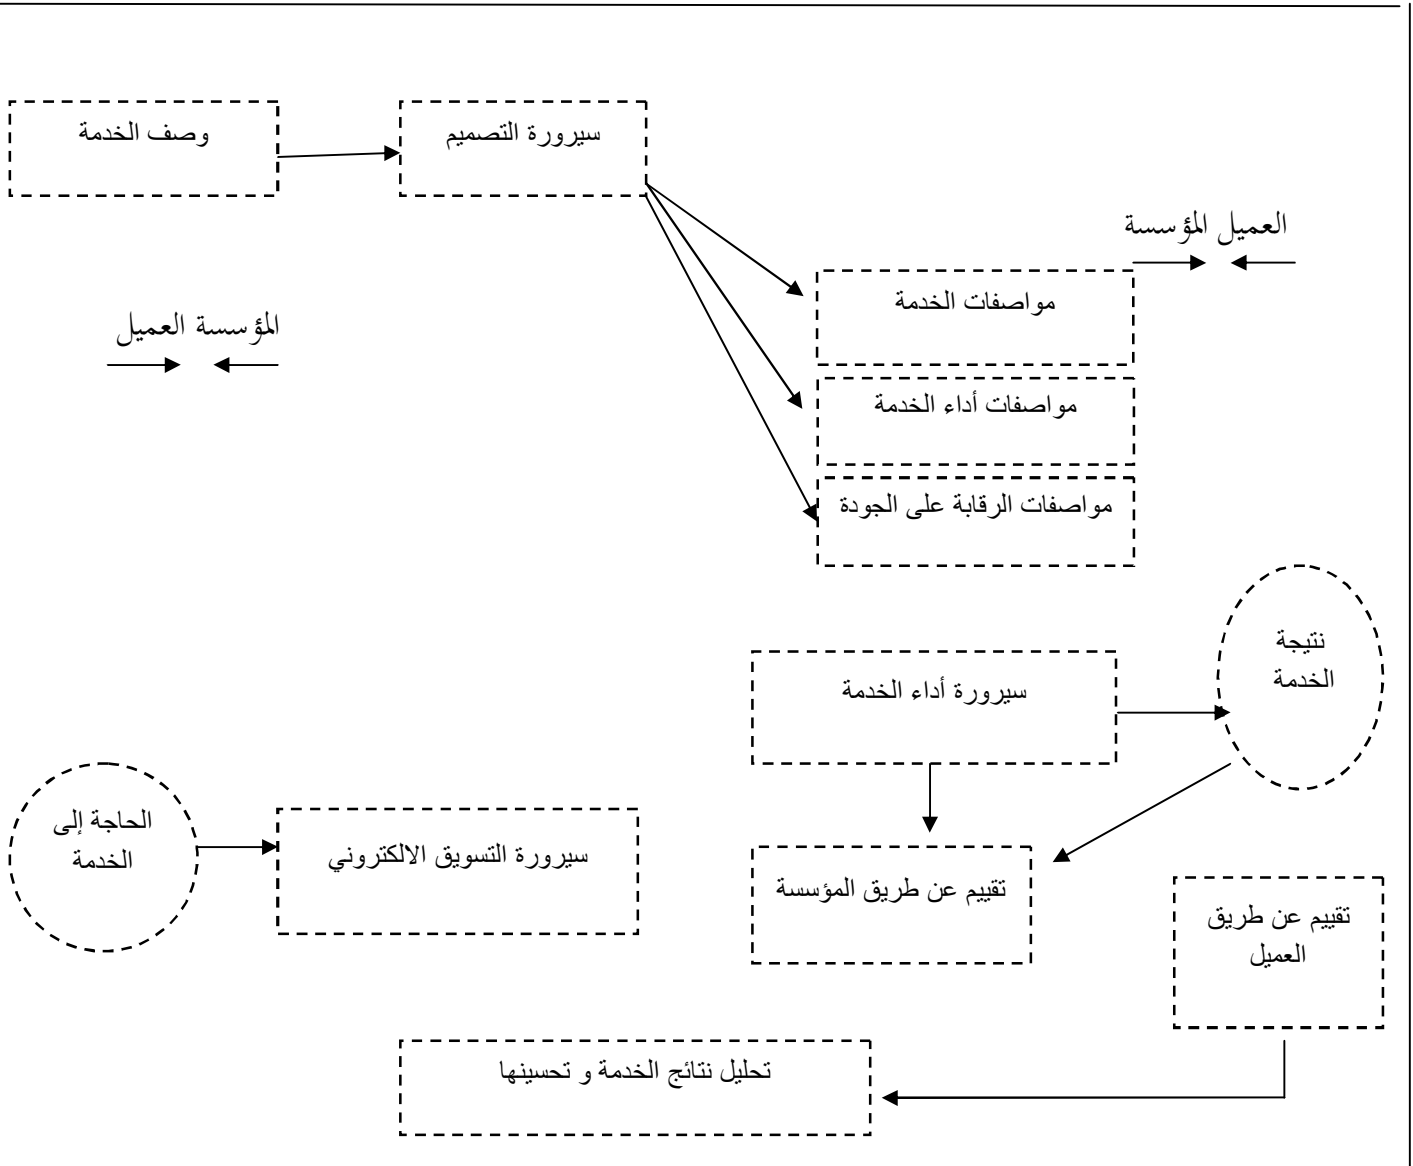 وصف الخدمة
سيرورة التصميم
العميل المؤسسة
مواصفات الخدمة
المؤسسة العميل
مواصفات أداء الخدمة
مواصفات الرقابة على الجودة
نتيجة
الخدمة
سيرورة أداء الخدمة
الحاجة إلى
الخدمة
سيرورة التسويق الالكتروني
تقييم عن طريق المؤسسة
تقييم عن طريق
العميل
تحليل نتائج الخدمة و تحسينها